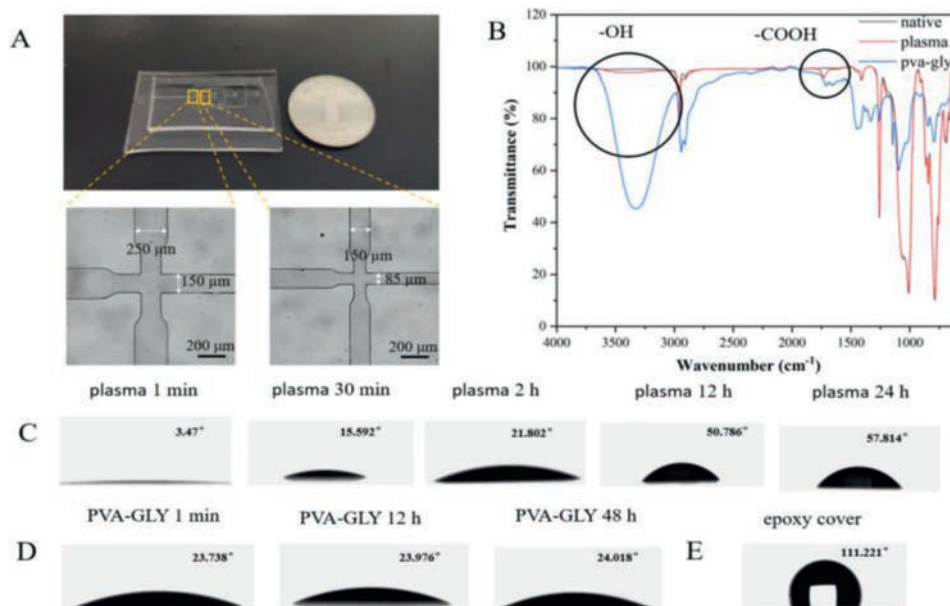 A
250 μm
150 μm
200 μm
150 μm
85 μm
200 μm
B
-OH
-COOH
native
plasma
pva-gly
120
100
80
60
40
20
0
Transmittance (%)
4000 3500 3000 2500 2000 1500 1000
Wavenumber (cm⁻¹)
plasma 1 min plasma 30 min plasma 2 h plasma 12 h plasma 24 h
C
3.47° 15.592° 21.802° 50.786° 57.814°
PVA-GLY 1 min PVA-GLY 12 h PVA-GLY 48 h epoxy cover
D
23.738° 23.976° 24.018°
E
111.221°